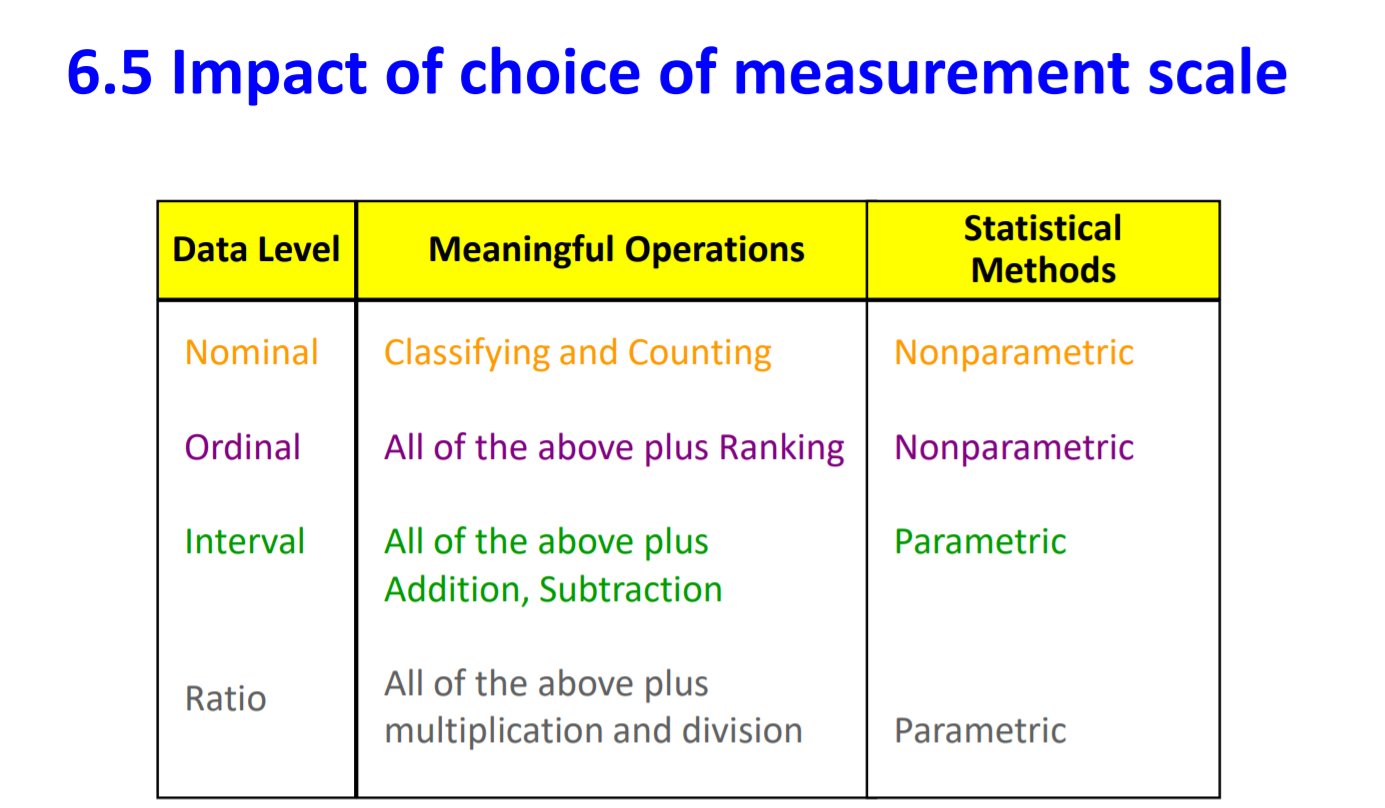 6.5 Impact of choice of measurement scale
Data Level
Meaningful Operations
Statistical
Methods
Nominal
Classifying and Counting
Nonparametric
Ordinal
All of the above plus Ranking
Nonparametric
Interval
All of the above plus
Addition, Subtraction
Parametric
Ratio
All of the above plus
multiplication and division
Parametric